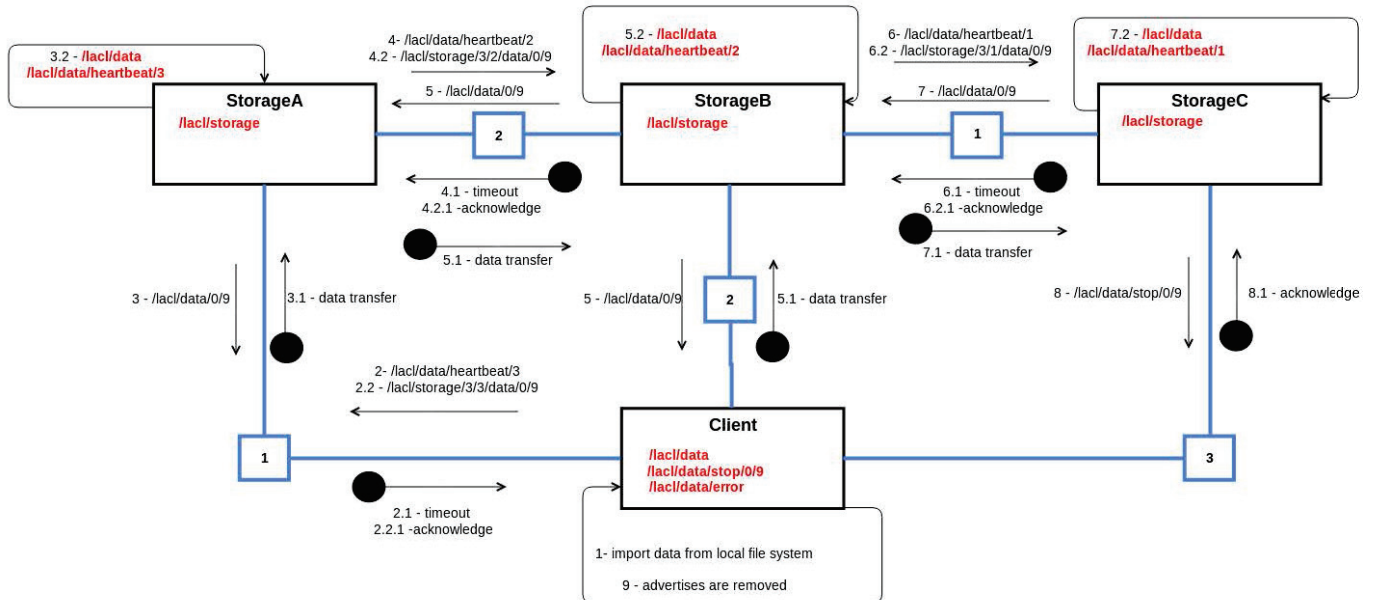 3.2 - /lacl/data
/lacl/data/heartbeat/3
4- /lacl/data/heartbeat/2
4.2 - /lacl/storage/3/2/data/0/9
5 - /lacl/data/0/9
5.2 - /lacl/data
/lacl/data/heartbeat/2
6- /lacl/data/heartbeat/1
6.2 - /lacl/storage/3/1/data/0/9
7 - /lacl/data/0/9
7.2 - /lacl/data
/lacl/data/heartbeat/1
StorageA
/lacl/storage
2
StorageB
/lacl/storage
1
StorageC
/lacl/storage
4.1 - timeout
4.2.1 -acknowledge
5.1 - data transfer
6.1 - timeout
6.2.1 -acknowledge
7.1 - data transfer
3 - /lacl/data/0/9
3.1 - data transfer
5 - /lacl/data/0/9
2
5.1 - data transfer
8 - /lacl/data/stop/0/9
8.1 - acknowledge
2- /lacl/data/heartbeat/3
2.2 - /lacl/storage/3/3/data/0/9
1
Client
/lacl/data
/lacl/data/stop/0/9
/lacl/data/error
3
2.1 - timeout
2.2.1 -acknowledge
1- import data from local file system
9 - advertises are removed